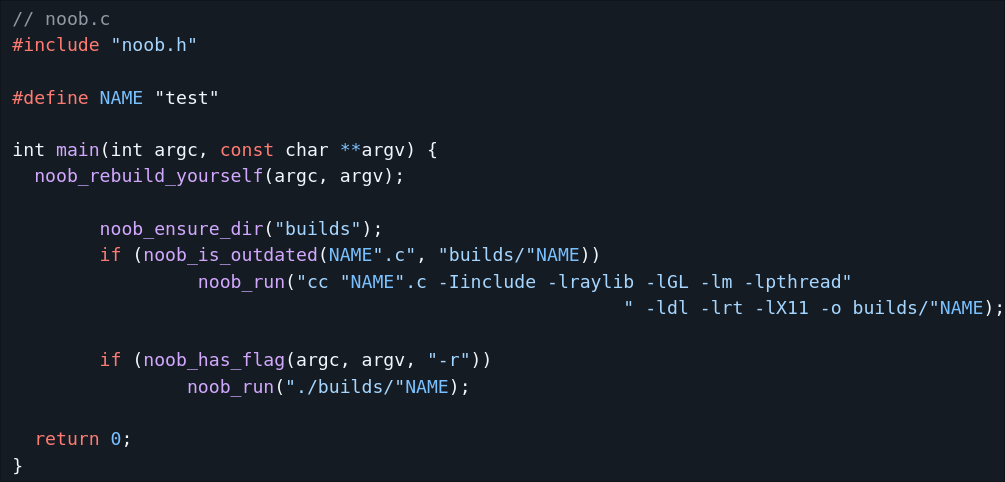 // noob.c
#include "noob.h"

#define NAME "test"

int main(int argc, const char **argv) {
  noob_rebuild_yourself(argc, argv);

        noob_ensure_dir("builds");
        if (noob_is_outdated(NAME".c", "builds/"NAME))
                 noob_run("cc "NAME".c -Iinclude -lraylib -lGL -lm -lpthread"
                                                        " -ldl -lrt -lX11 -o builds/"NAME);

        if (noob_has_flag(argc, argv, "-r"))
                noob_run("./builds/"NAME);

  return 0;
}